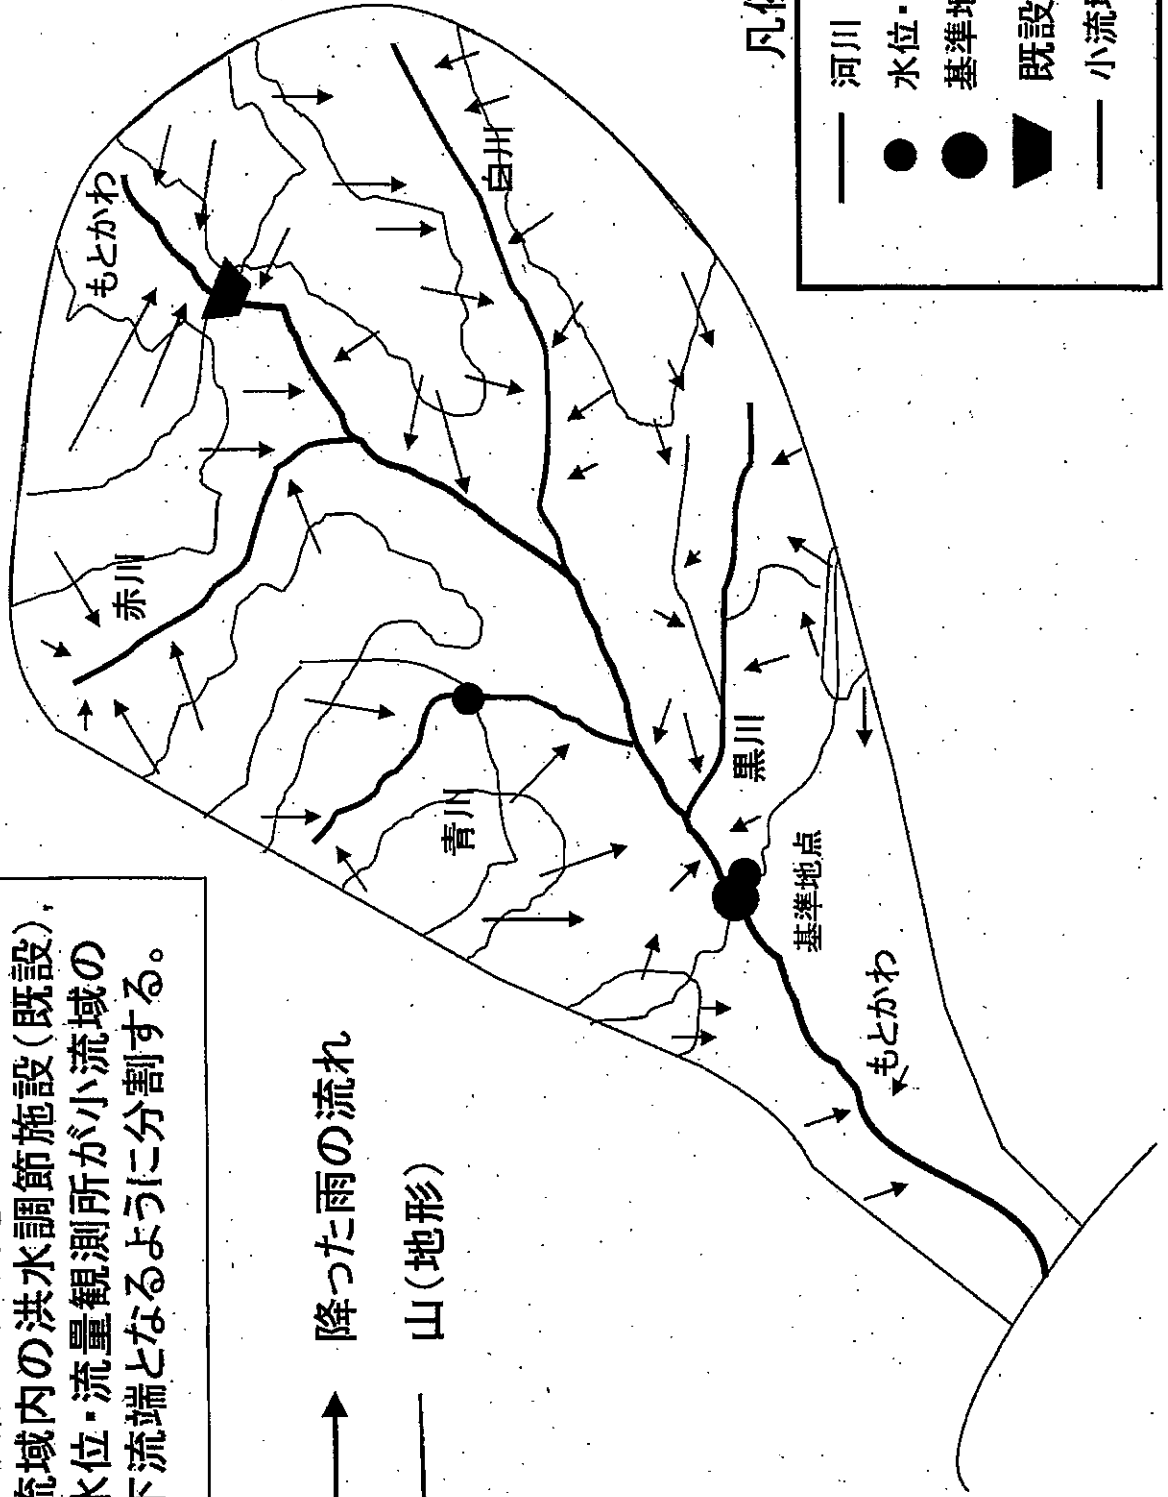 流域内の洪水調節施設(既設),
水位・流量観測所が小流域の
下流端となるように分割する。
降った雨の流れ
山(地形)
もとかわ
赤川
白川
青川
黒川
基準地点
もとかわ
凡例
河川
水位・
基準地
既設
小流域